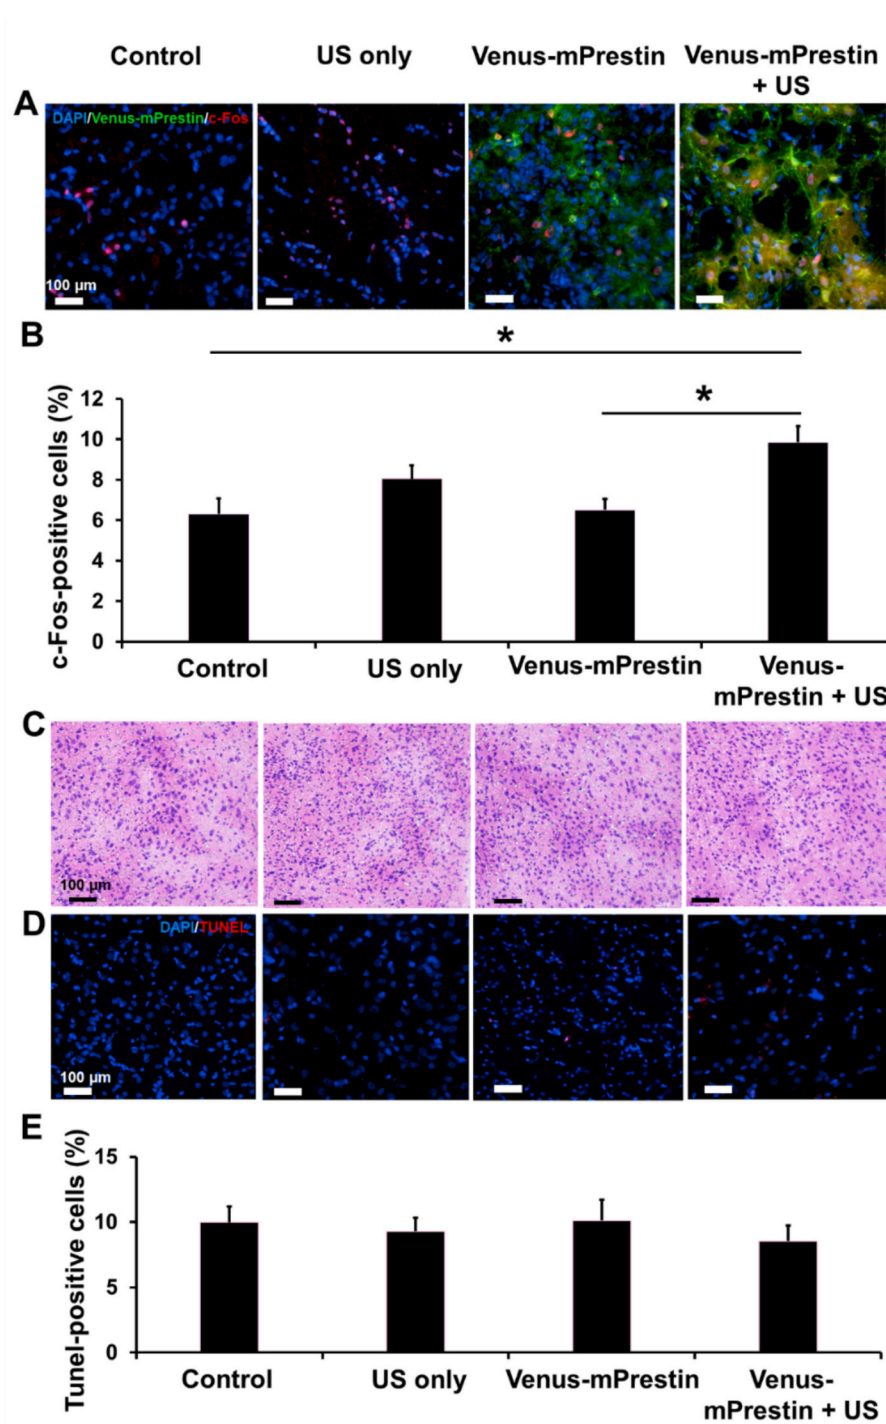 Control
US only
Venus-mPrestin
Venus-mPrestin
+ US
A
DAPI/Venus-mPrestin/c-Fos
100 µm
B
*
*
c-Fos-positive cells (%)
12
10
8
6
4
2
0
Control
US only
Venus-mPrestin
Venus-
mPrestin + US
C
100 µm
D
DAPI/TUNEL
100 µm
E
Tunel-positive cells (%)
15
10
5
0
Control
US only
Venus-mPrestin
Venus-
mPrestin + US